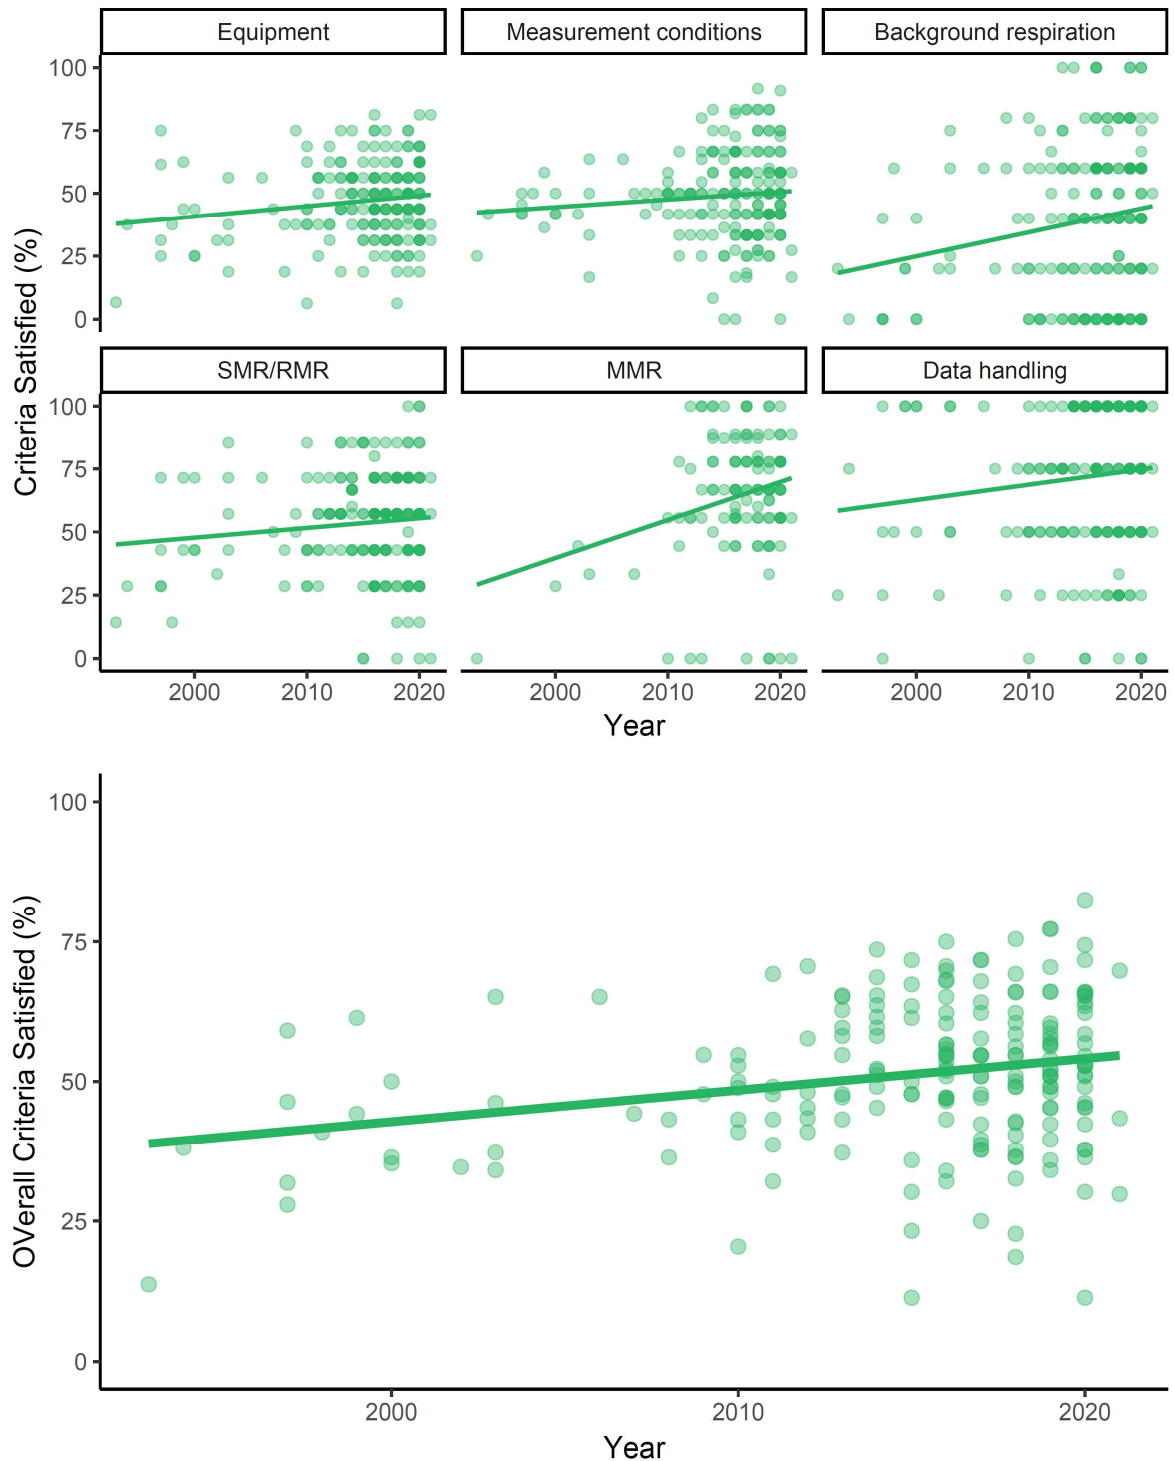 Equipment
Measurement conditions
Background respiration
100
75
50
25
0
SMR/RMR
MMR
Data handling
100
75
50
25
0
Criteria Satisfied (%)
2000 2010 2020
2000 2010 2020
2000 2010 2020
Year
100
75
50
25
0
OVerall Criteria Satisfied (%)
2000 2010 2020
Year